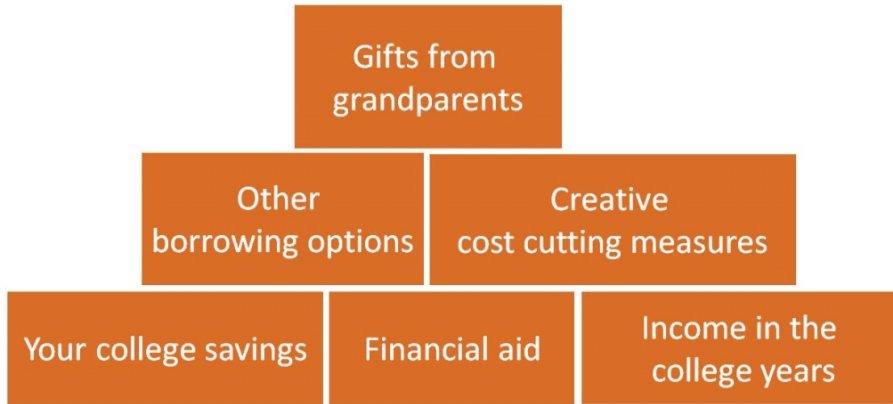 Gifts from
grandparents
Other
borrowing options
Creative
cost cutting measures
Your college savings
Financial aid
Income in the
college years